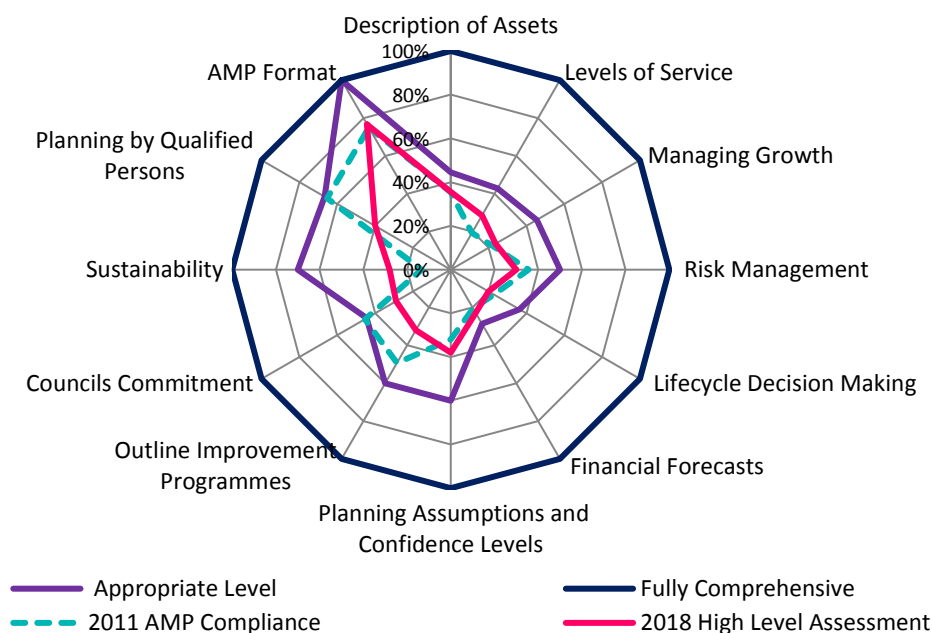 Description of Assets
100%
AMP Format
Levels of Service
80%
Planning by Qualified
Persons
60%
Managing Growth
40%
20%
Sustainability
0%
Risk Management
Councils Commitment
Lifecycle Decision Making
Outline Improvement
Programmes
Financial Forecasts
Planning Assumptions and
Confidence Levels
Appropriate Level
Fully Comprehensive
2011 AMP Compliance
2018 High Level Assessment